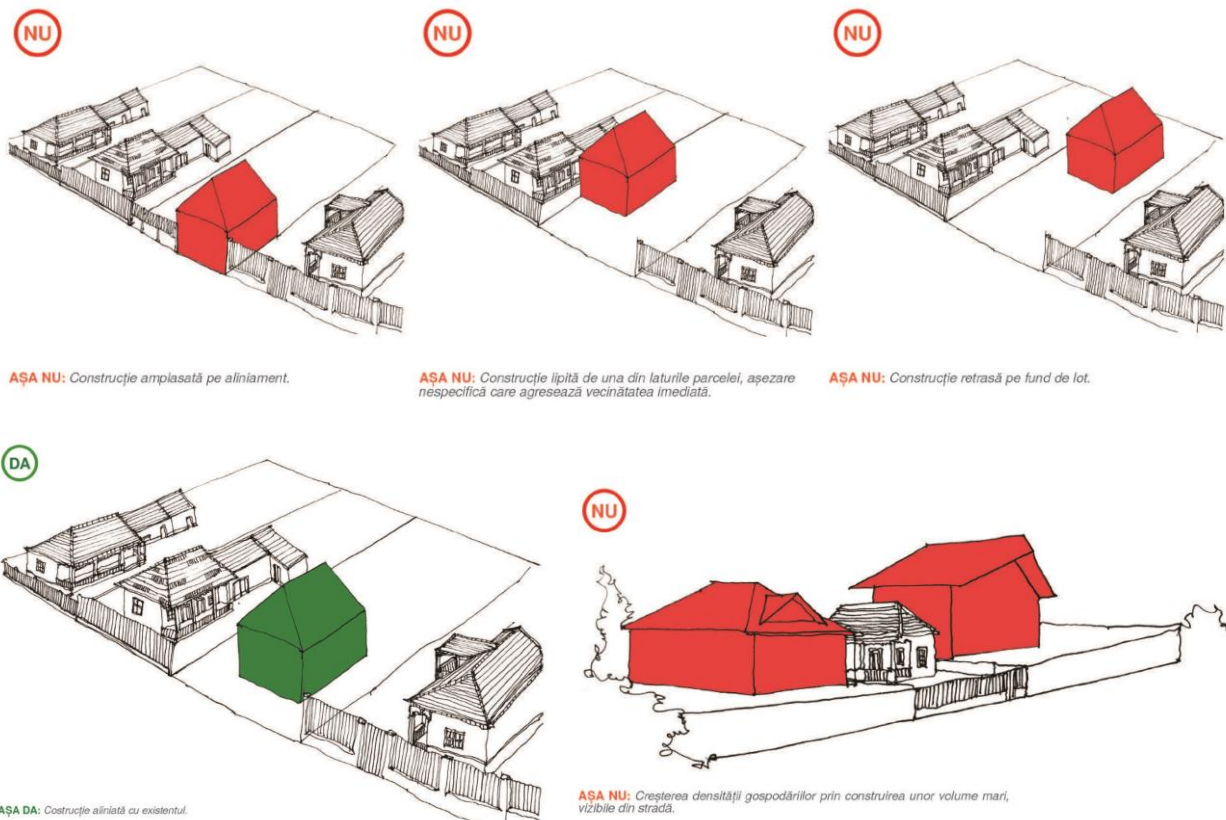 NU
NU
NU
AȘA NU: Construcție amplasată pe aliniament.
AȘA NU: Construcție lipită de una din laturile parcelei, așezare
nespecifică care agresează vecinătatea imediată.
AȘA NU: Construcție retrasă pe fund de lot.
DA
NU
AȘA DA: Costrucție aliniată cu existentul.
AȘA NU: Creșterea densității gospodăriilor prin construirea unor volume mari,
vizibile din stradă.